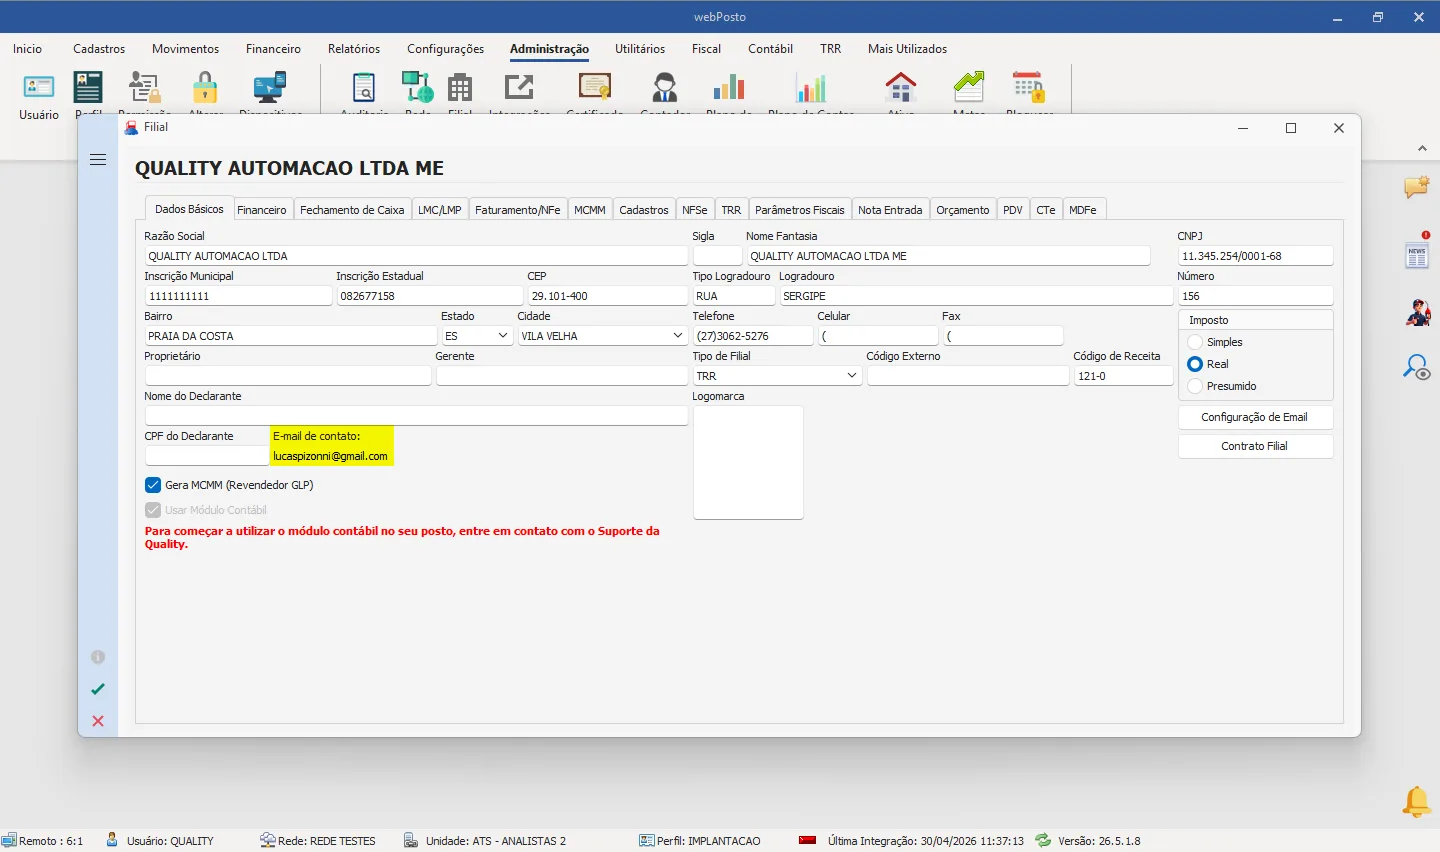 webPosto
Inicio Cadastros Movimentos Financeiro Relatórios Configurações Administração Utilitários Fiscal Contábil TRR Mais Utilizados
Usuário
Filial
QUALITY AUTOMACAO LTDA ME
Dados Básicos Financeiro Fechamento de Caixa LMC/LMP Faturamento/NFe MCMM Cadastros NFSe TRR Parâmetros Fiscais Nota Entrada Orçamento PDV CTe MDFe
Razão Social Sigla Nome Fantasia CNPJ
QUALITY AUTOMACAO LTDA QUALITY AUTOMACAO LTDA ME 11.345.254/0001-68
Inscrição Municipal Inscrição Estadual CEP Tipo Logradouro Logradouro Número
1111111111 082677158 29.101-400 RUA SERGIPE 156
Bairro Estado Cidade Telefone Celular Fax Imposto
PRAIA DA COSTA ES VILA VELHA (27)3062-5276 ( (
Simples
Proprietário Gerente Tipo de Filial Código Externo Código de Receita
Real
TRR 121-0
Presumido
Nome do Declarante Logomarca
Configuração de Email
CPF do Declarante E-mail de contato:
Contrato Filial
lucaspizonni@gmail.com
Gera MCMM (Revendedor GLP)
Usar Módulo Contábil
Para começar a utilizar o módulo contábil no seu posto, entre em contato com o Suporte da
Quality.
NEWS
Remoto : 6:1 Usuário: QUALITY Rede: REDE TESTES Unidade: ATS - ANALISTAS 2 Perfil: IMPLANTACAO Última Integração: 30/04/2026 11:37:13 Versão: 26.5.1.8